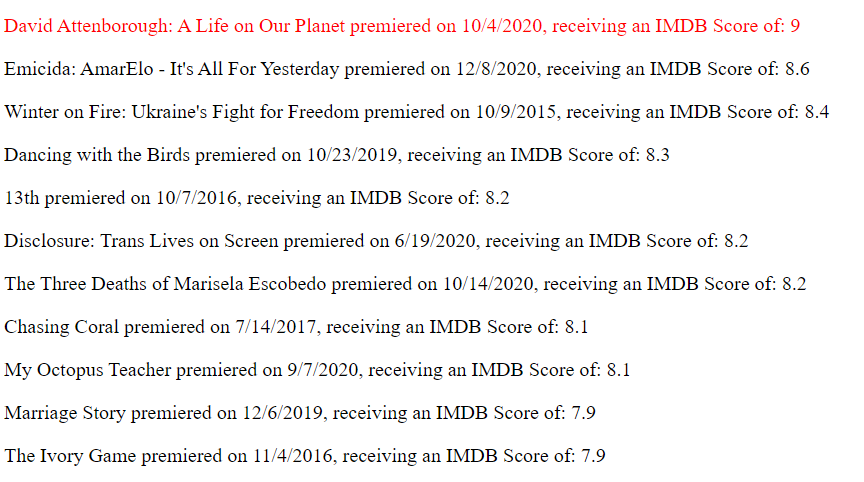 David Attenborough: A Life on Our Planet premiered on 10/4/2020, receiving an IMDB Score of: 9
Emicida: AmarElo - It's All For Yesterday premiered on 12/8/2020, receiving an IMDB Score of: 8.6
Winter on Fire: Ukraine's Fight for Freedom premiered on 10/9/2015, receiving an IMDB Score of: 8.4
Dancing with the Birds premiered on 10/23/2019, receiving an IMDB Score of: 8.3
13th premiered on 10/7/2016, receiving an IMDB Score of: 8.2
Disclosure: Trans Lives on Screen premiered on 6/19/2020, receiving an IMDB Score of: 8.2
The Three Deaths of Marisela Escobedo premiered on 10/14/2020, receiving an IMDB Score of: 8.2
Chasing Coral premiered on 7/14/2017, receiving an IMDB Score of: 8.1
My Octopus Teacher premiered on 9/7/2020, receiving an IMDB Score of: 8.1
Marriage Story premiered on 12/6/2019, receiving an IMDB Score of: 7.9
The Ivory Game premiered on 11/4/2016, receiving an IMDB Score of: 7.9